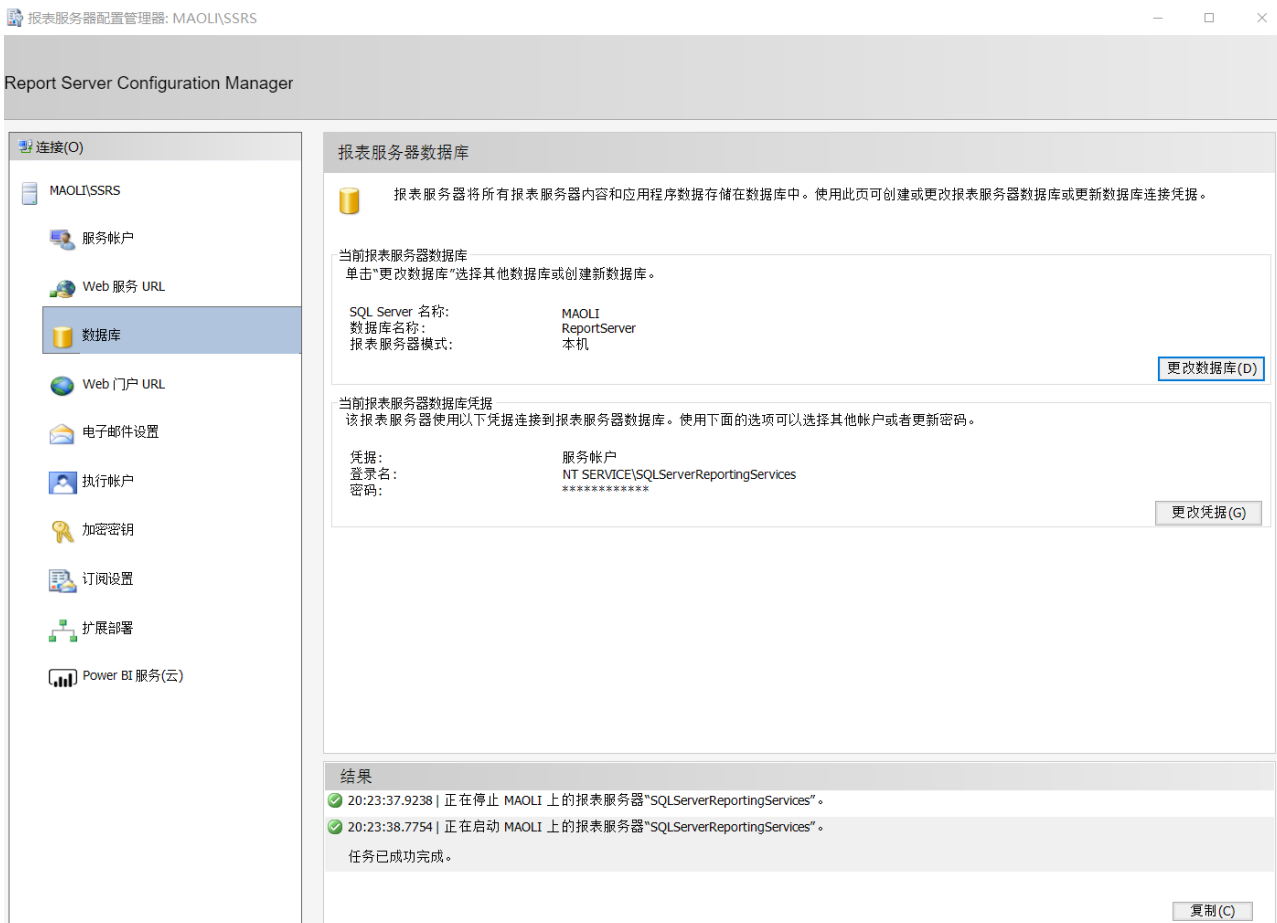 报表服务器配置管理器: MAOLI\SSRS
Report Server Configuration Manager
连接(O)
MAOLI\SSRS
服务帐户
Web 服务 URL
数据库
Web 门户 URL
电子邮件设置
执行帐户
加密密钥
订阅设置
扩展部署
Power BI 服务(云)
报表服务器数据库
报表服务器将所有报表服务器内容和应用程序数据存储在数据库中。使用此页可创建或更改报表服务器数据库或更新数据库连接凭据。
当前报表服务器数据库
单击“更改数据库”选择其他数据库或创建新数据库。
SQL Server 名称: MAOLI
数据库名称: ReportServer
报表服务器模式: 本机
更改数据库(D)
当前报表服务器数据库凭据
该报表服务器使用以下凭据连接到报表服务器数据库。使用下面的选项可以选择其他帐户或者更新密码。
凭据: 服务帐户
登录名: NT SERVICE\SQLServerReportingServices
密码: ************
更改凭据(G)
结果
20:23:37.9238| 正在停止 MAOLI 上的报表服务器“SQLServerReportingServices”。
20:23:38.7754| 正在启动 MAOLI 上的报表服务器“SQLServerReportingServices”。
任务已成功完成。
复制(C)